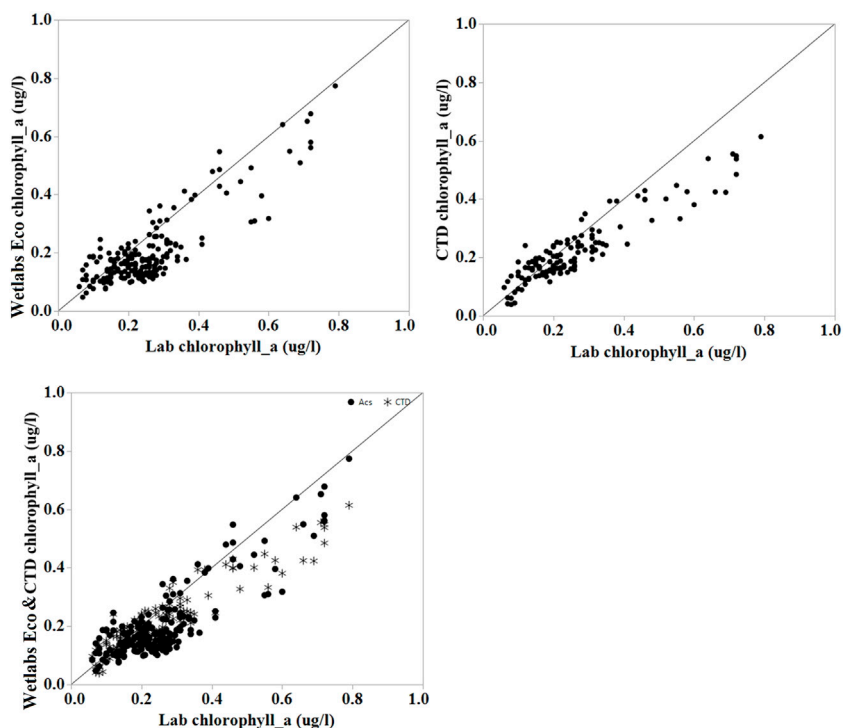 1.0
0.8
0.6
0.4
0.2
0.0
Wetlabs Eco chlorophyll_a (ug/l)
0.0 0.2 0.4 0.6 0.8 1.0
Lab chlorophyll_a (ug/l)
1.0
0.8
0.6
0.4
0.2
0.0
CTD chlorophyll_a (ug/l)
0.0 0.2 0.4 0.6 0.8 1.0
Lab chlorophyll_a (ug/l)
1.0
0.8
0.6
0.4
0.2
0.0
Wetlabs Eco&CTD chlorophyll_a (ug/l)
Acs CTD
0.0 0.2 0.4 0.6 0.8 1.0
Lab chlorophyll_a (ug/l)